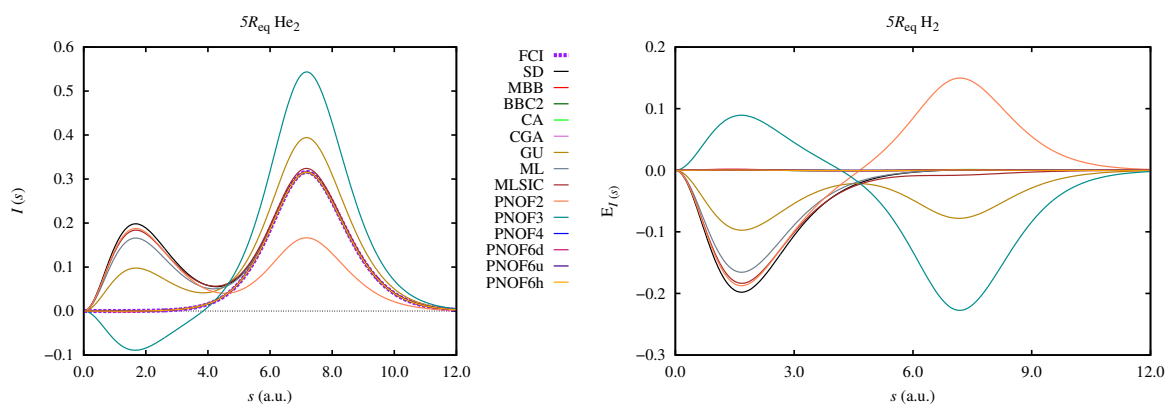 5R_eq He_2
0.6
0.5
0.4
0.3
0.2
0.1
0.0
−0.1
I (s)
0.0 2.0 4.0 6.0 8.0 10.0 12.0
s (a.u.)
FCI
SD
MBB
BBC2
CA
CGA
GU
ML
MLSIC
PNOF2
PNOF3
PNOF4
PNOF6d
PNOF6u
PNOF6h
5R_eq H_2
0.2
0.1
0.0
−0.1
−0.2
−0.3
E_I (s)
0.0 3.0 6.0 9.0 12.0
s (a.u.)